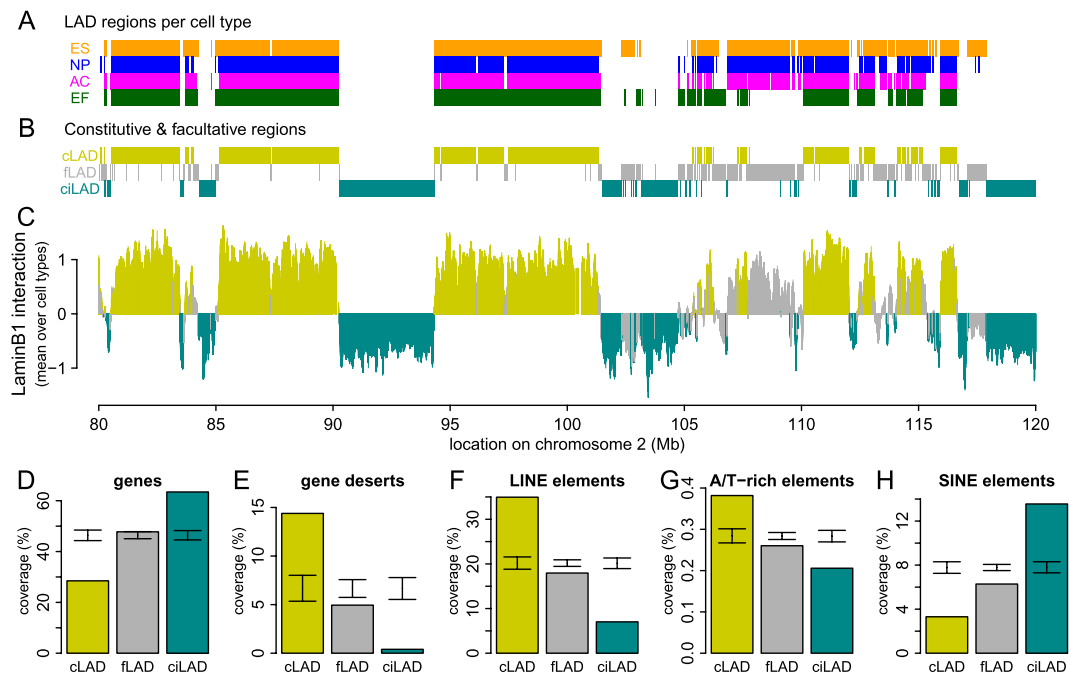 A LAD regions per cell type
ES
NP
AC
EF
B Constitutive & facultative regions
cLAD
fLAD
ciLAD
C
LaminB1 interaction
(mean over cell types)
1
0
−1
80 85 90 95 100 105 110 115 120
location on chromosome 2 (Mb)
D genes
coverage (%)
60
40
20
0
cLAD fLAD ciLAD
E gene deserts
coverage (%)
15
10
5
0
cLAD fLAD ciLAD
F LINE elements
coverage (%)
30
20
10
0
cLAD fLAD ciLAD
G A/T−rich elements
coverage (%)
0.4
0.3
0.2
0.1
0.0
cLAD fLAD ciLAD
H SINE elements
coverage (%)
12
8
4
0
cLAD fLAD ciLAD